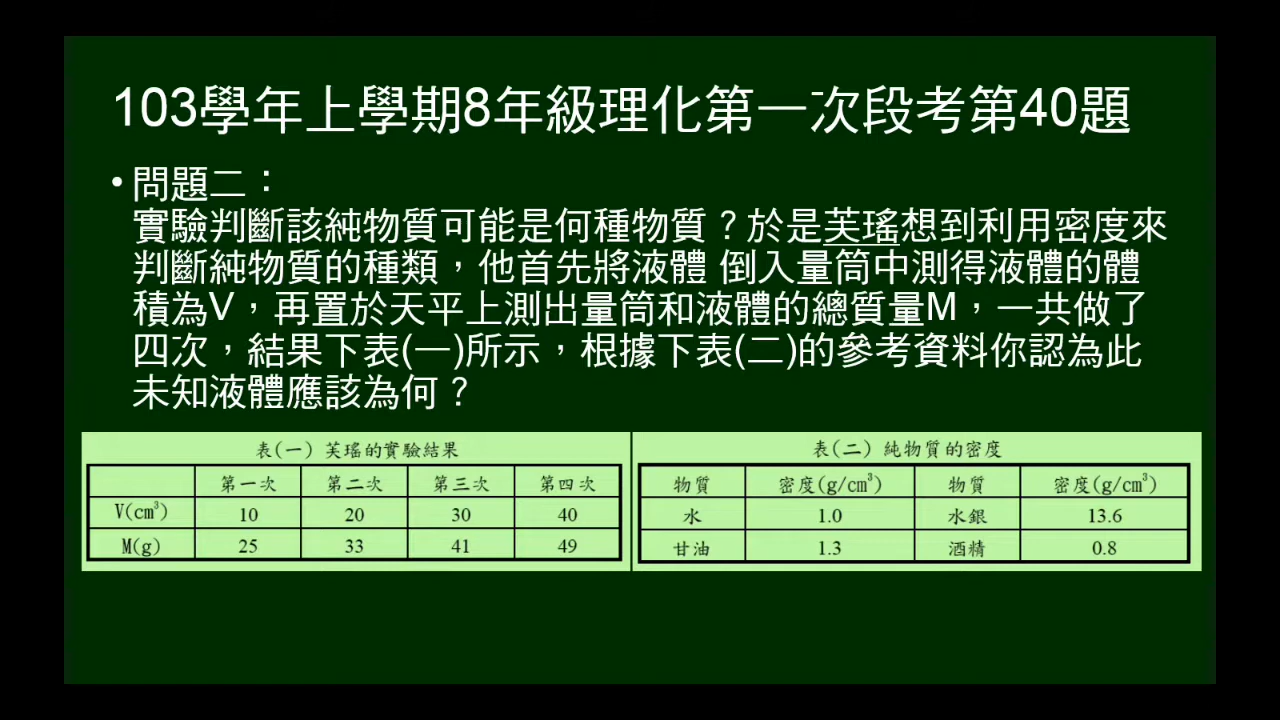 103學年上學期8年級理化第一次段考第40題
•問題二：
實驗判斷該純物質可能是何種物質？於是芙瑤想到利用密度來
判斷純物質的種類，他首先將液體 倒入量筒中測得液體的體
積為V，再置於天平上測出量筒和液體的總質量M，一共做了
四次，結果下表(一)所示，根據下表(二)的參考資料你認為此
未知液體應該為何？
表(一) 芙瑤的實驗結果
第一次 第二次 第三次 第四次
V(cm³) 10 20 30 40
M(g) 25 33 41 49
表(二) 純物質的密度
物質 密度(g/cm³) 物質 密度(g/cm³)
水 1.0 水銀 13.6
甘油 1.3 酒精 0.8